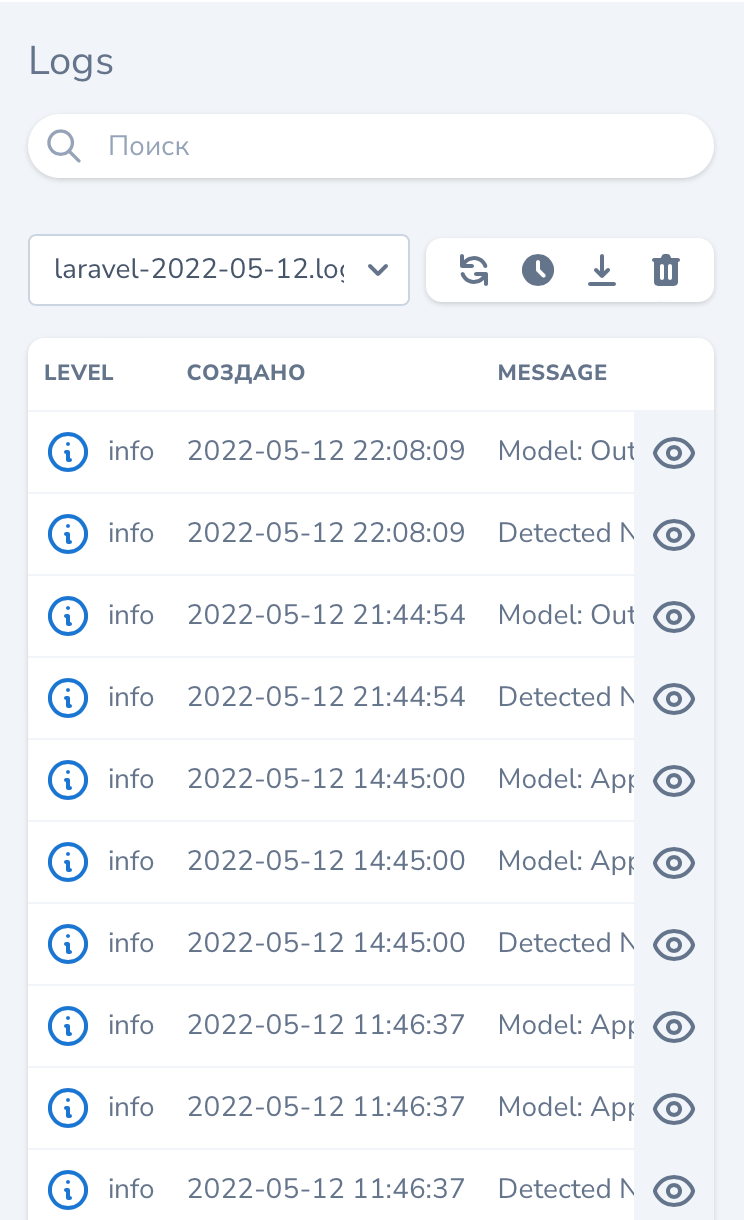 Logs
Поиск
laravel-2022-05-12.log
LEVEL СОЗДАНО MESSAGE
info 2022-05-12 22:08:09 Model: Out
info 2022-05-12 22:08:09 Detected N
info 2022-05-12 21:44:54 Model: Out
info 2022-05-12 21:44:54 Detected N
info 2022-05-12 14:45:00 Model: App
info 2022-05-12 14:45:00 Model: App
info 2022-05-12 14:45:00 Detected N
info 2022-05-12 11:46:37 Model: App
info 2022-05-12 11:46:37 Model: App
info 2022-05-12 11:46:37 Detected N